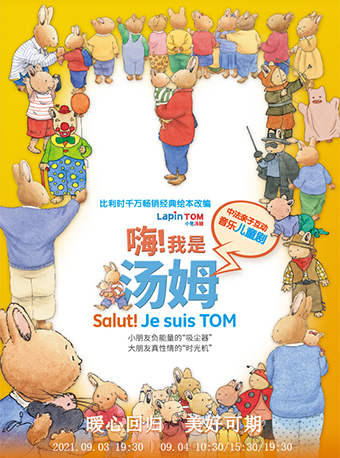 比利时千万畅销经典绘本改编
Lapin TOM
小兔汤姆
中法亲子互动
音乐儿童剧
嗨!我是
汤姆
Salut! Je suis TOM
小朋友负能量的“吸尘器”
大朋友真性情的“时光机”
暖心回归 美好可期
2021.09.03 19:30 | 09.04 10:30/15:30/19:30